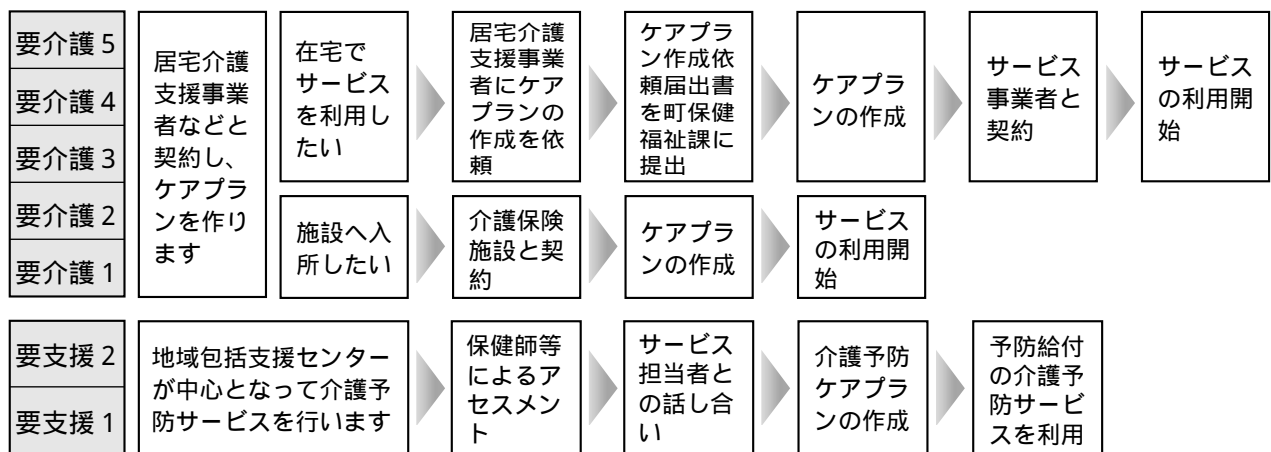 要介護5
要介護4
要介護3
要介護2
要介護1
居宅介護
支援事業
者などと
契約し、
ケアプラ
ンを作り
ます
在宅で
サービス
を利用し
たい
居宅介護
支援事業
者にケア
プランの
作成を依
頼
ケアプラ
ン作成依
頼届出書
を町保健
福祉課に
提出
ケアプラ
ンの作成
サービス
事業者と
契約
サービス
の利用開
始
施設へ入
所したい
介護保険
施設と契
約
ケアプラ
ンの作成
サービス
の利用開
始
要支援2
要支援1
地域包括支援センター
が中心となって介護予
防サービスを行います
保健師等
によるア
セスメン
ト
サービス
担当者と
の話し合
い
介護予防
ケアプラ
ンの作成
予防給付
の介護予
防サービ
スを利用